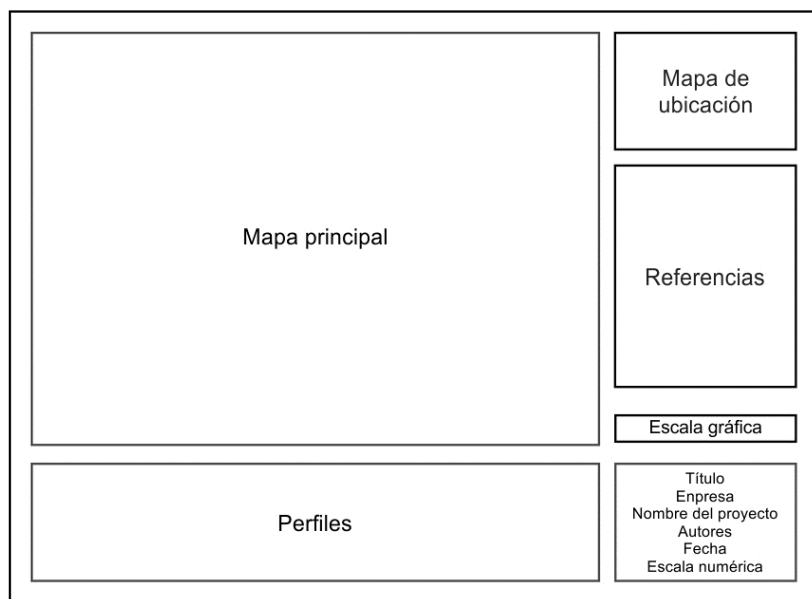 Mapa principal
Mapa de
ubicación
Referencias
Escala gráfica
Perfiles
Título
Enpresa
Nombre del proyecto
Autores
Fecha
Escala numérica